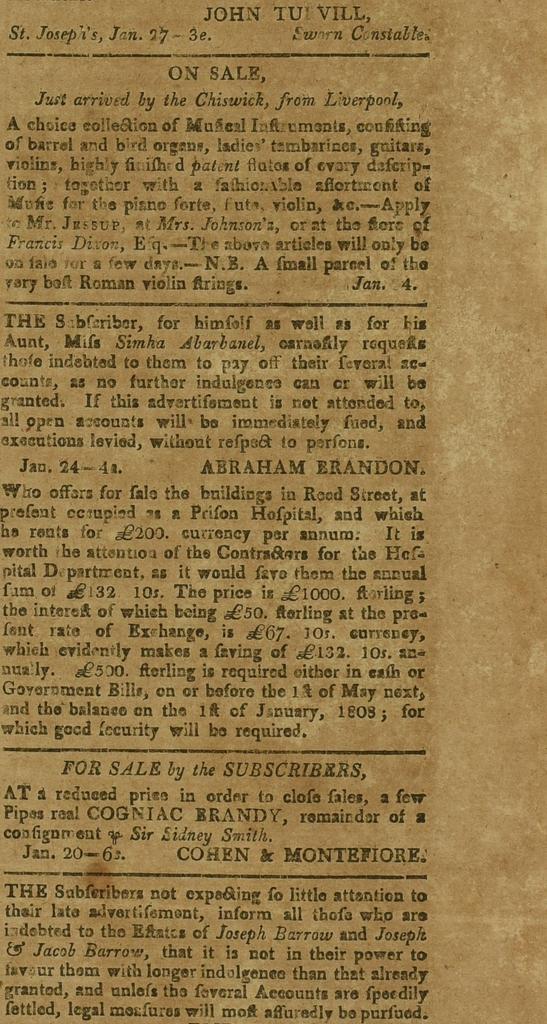 JOHN TU VILL,
St. Joseph's, Jan. 27–3e. Sworn Constable.
ON SALE,
Just arrived by the Chiswick, from Liverpool,
A choice collection of Muſical Inſtruments, conſiſting
of barrel and bird organs, ladies' tambarines, guitars,
violins, highly finiſhed patent flutes of every deſcrip-
tion; together with a faſhionable aſſortment of
Muſic for the piano forte, flute, violin, &c.—Apply
to Mr. JESSUP, at Mrs. Johnson's, or at the ſtore of
Francis Dixon, Eſq.—The above articles will only be
on ſale for a few days.—N.B. A ſmall parcel of the
very beſt Roman violin ſtrings. Jan. 4.
THE Subſcriber, for himſelf as well as for his
Aunt, Miſs Simha Abarbanel, earneſtly requeſts
thoſe indebted to them to pay off their ſeveral ac-
counts, as no further indulgence can or will be
granted. If this advertiſement is not attended to,
all open accounts will be immediately ſued, and
executions levied, without reſpect to perſons.
Jan. 24–4a. ABRAHAM BRANDON.
Who offers for ſale the buildings in Reed Street, at
preſent occupied as a Priſon Hoſpital, and which
he rents for £200. currency per annum. It is
worth the attention of the Contractors for the Hoſ-
pital Department, as it would ſave them the annual
ſum of £132 10s. The price is £1000. ſterling;
the intereſt of which being £50. ſterling at the pre-
ſent rate of Exchange, is £67. 10s. currency,
which evidently makes a ſaving of £132. 10s. an-
nually. £500. ſterling is required either in caſh or
Government Bills, on or before the 1ſt of May next,
and the balance on the 1ſt of January, 1808; for
which good ſecurity will be required.
FOR SALE by the SUBSCRIBERS,
AT a reduced price in order to cloſe ſales, a few
Pipes real COGNIAC BRANDY, remainder of a
conſignment Sir Sidney Smith.
Jan. 20–6s. COHEN & MONTEFIORE.
THE Subſcribers not expecting ſo little attention to
their late advertiſement, inform all thoſe who are
indebted to the Eſtates of Joseph Barrow and Joseph
& Jacob Barrow, that it is not in their power to
favour them with longer indulgence than that already
granted, and unleſs the ſeveral Accounts are ſpeedily
ſettled, legal meaſures will moſt aſſuredly be purſued.